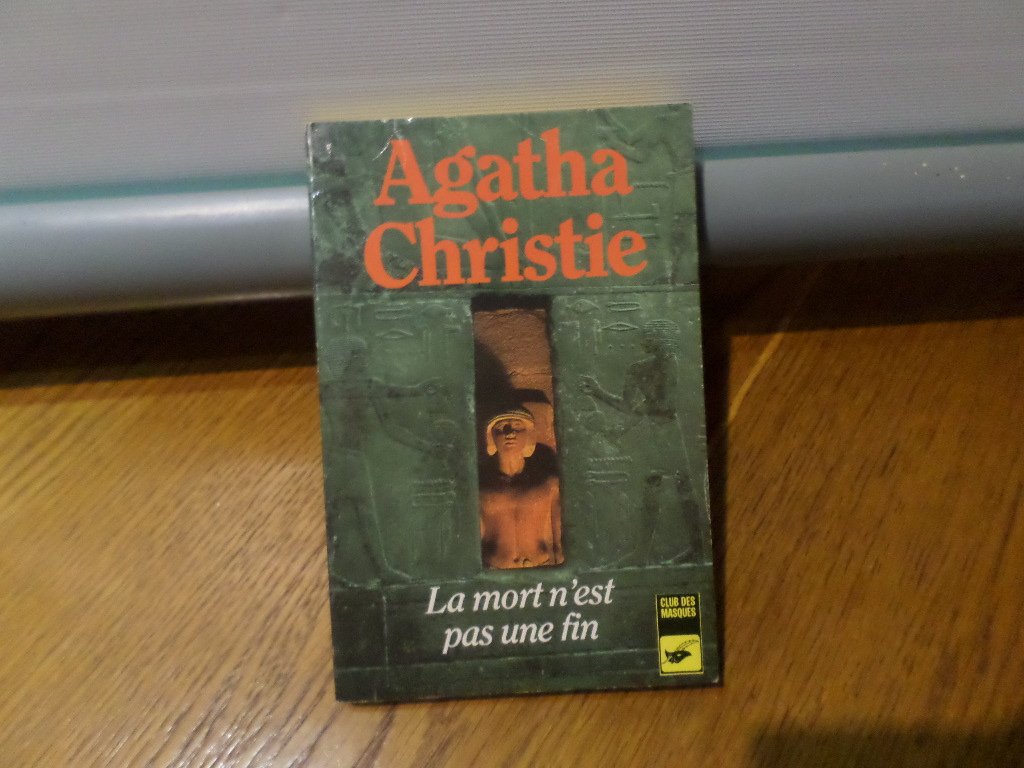 Agatha
Christie
La mort n'est
pas une fin
CLUB DES
MASQUES